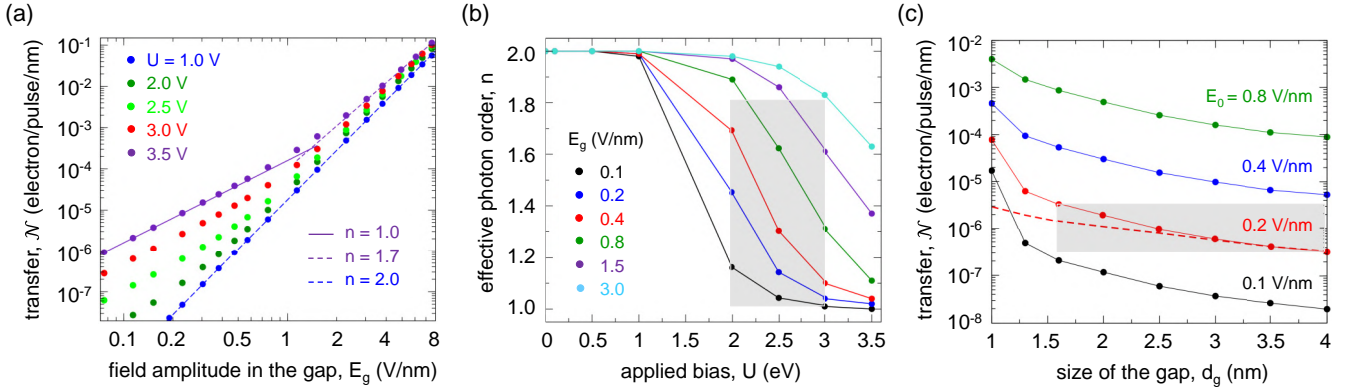 (a)
transfer, 𝒩 (electron/pulse/nm)
10⁻¹
10⁻²
10⁻³
10⁻⁴
10⁻⁵
10⁻⁶
10⁻⁷
U = 1.0 V
2.0 V
2.5 V
3.0 V
3.5 V
n = 1.0
n = 1.7
n = 2.0
0.1 0.2 0.4 1 2 4 8
field amplitude in the gap, E_g (V/nm)
(b)
effective photon order, n
2.0
1.8
1.6
1.4
1.2
1.0
E_g (V/nm)
0.1
0.2
0.4
0.8
1.5
3.0
0 0.5 1 1.5 2 2.5 3 3.5
applied bias, U (eV)
(c)
transfer, 𝒩 (electron/pulse/nm)
10⁻²
10⁻³
10⁻⁴
10⁻⁵
10⁻⁶
10⁻⁷
10⁻⁸
E₀ = 0.8 V/nm
0.4 V/nm
0.2 V/nm
0.1 V/nm
1 1.5 2 2.5 3 3.5 4
size of the gap, d_g (nm)